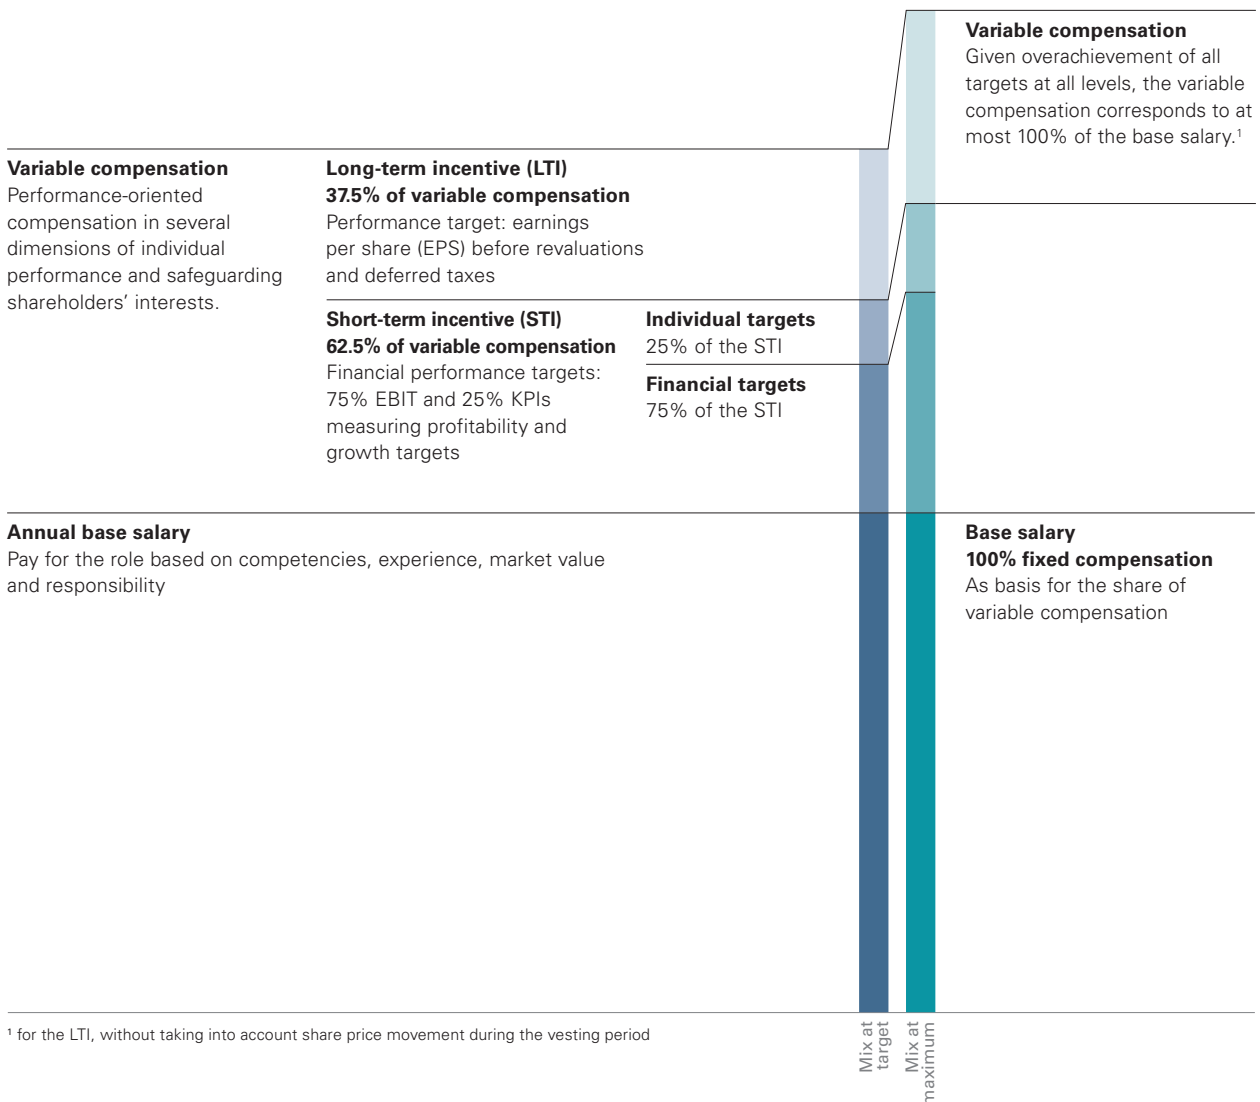 Variable compensation
Given overachievement of all
targets at all levels, the variable
compensation corresponds to at
most 100% of the base salary.¹
Variable compensation
Performance-oriented
compensation in several
dimensions of individual
performance and safeguarding
shareholders’ interests.
Long-term incentive (LTI)
37.5% of variable compensation
Performance target: earnings
per share (EPS) before revaluations
and deferred taxes
Short-term incentive (STI)
62.5% of variable compensation
Financial performance targets:
75% EBIT and 25% KPIs
measuring profitability and
growth targets
Individual targets
25% of the STI
Financial targets
75% of the STI
Annual base salary
Pay for the role based on competencies, experience, market value
and responsibility
Base salary
100% fixed compensation
As basis for the share of
variable compensation
¹ for the LTI, without taking into account share price movement during the vesting period
Mix at
target
Mix at
maximum